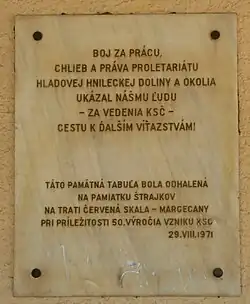 BOJ ZA PRÁCU,
CHLIEB A PRÁVA PROLETARIÁTU
HLADOVEJ HNILECKEJ DOLINY A OKOLIA
UKÁZAL NÁŠMU ĽUDU
– ZA VEDENIA KSČ –
CESTU K ĎALŠÍM VÍŤAZSTVÁM!
TÁTO PAMÄTNÁ TABUĽA BOLA ODHALENÁ
NA PAMIATKU ŠTRAJKOV
NA TRATI ČERVENÁ SKALA – MARGECANY
PRI PRÍLEŽITOSTI 50. VÝROČIA VZNIKU KSČ
29. VIII. 1971